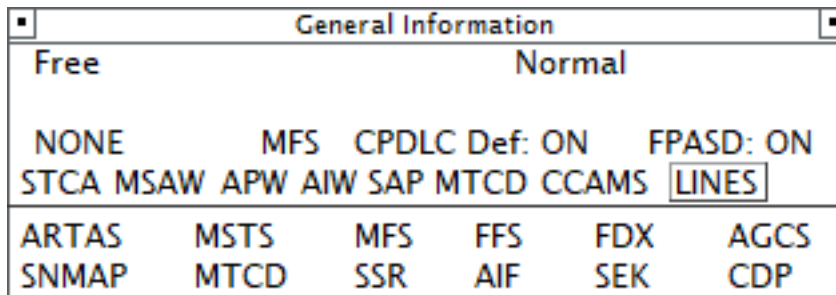 General Information
Free Normal
NONE MFS CPDLC Def: ON FPASD: ON
STCA MSAW APW AIW SAP MTCD CCAMS LINES
ARTAS MSTS MFS FFS FDX AGCS
SNMAP MTCD SSR AIF SEK CDP